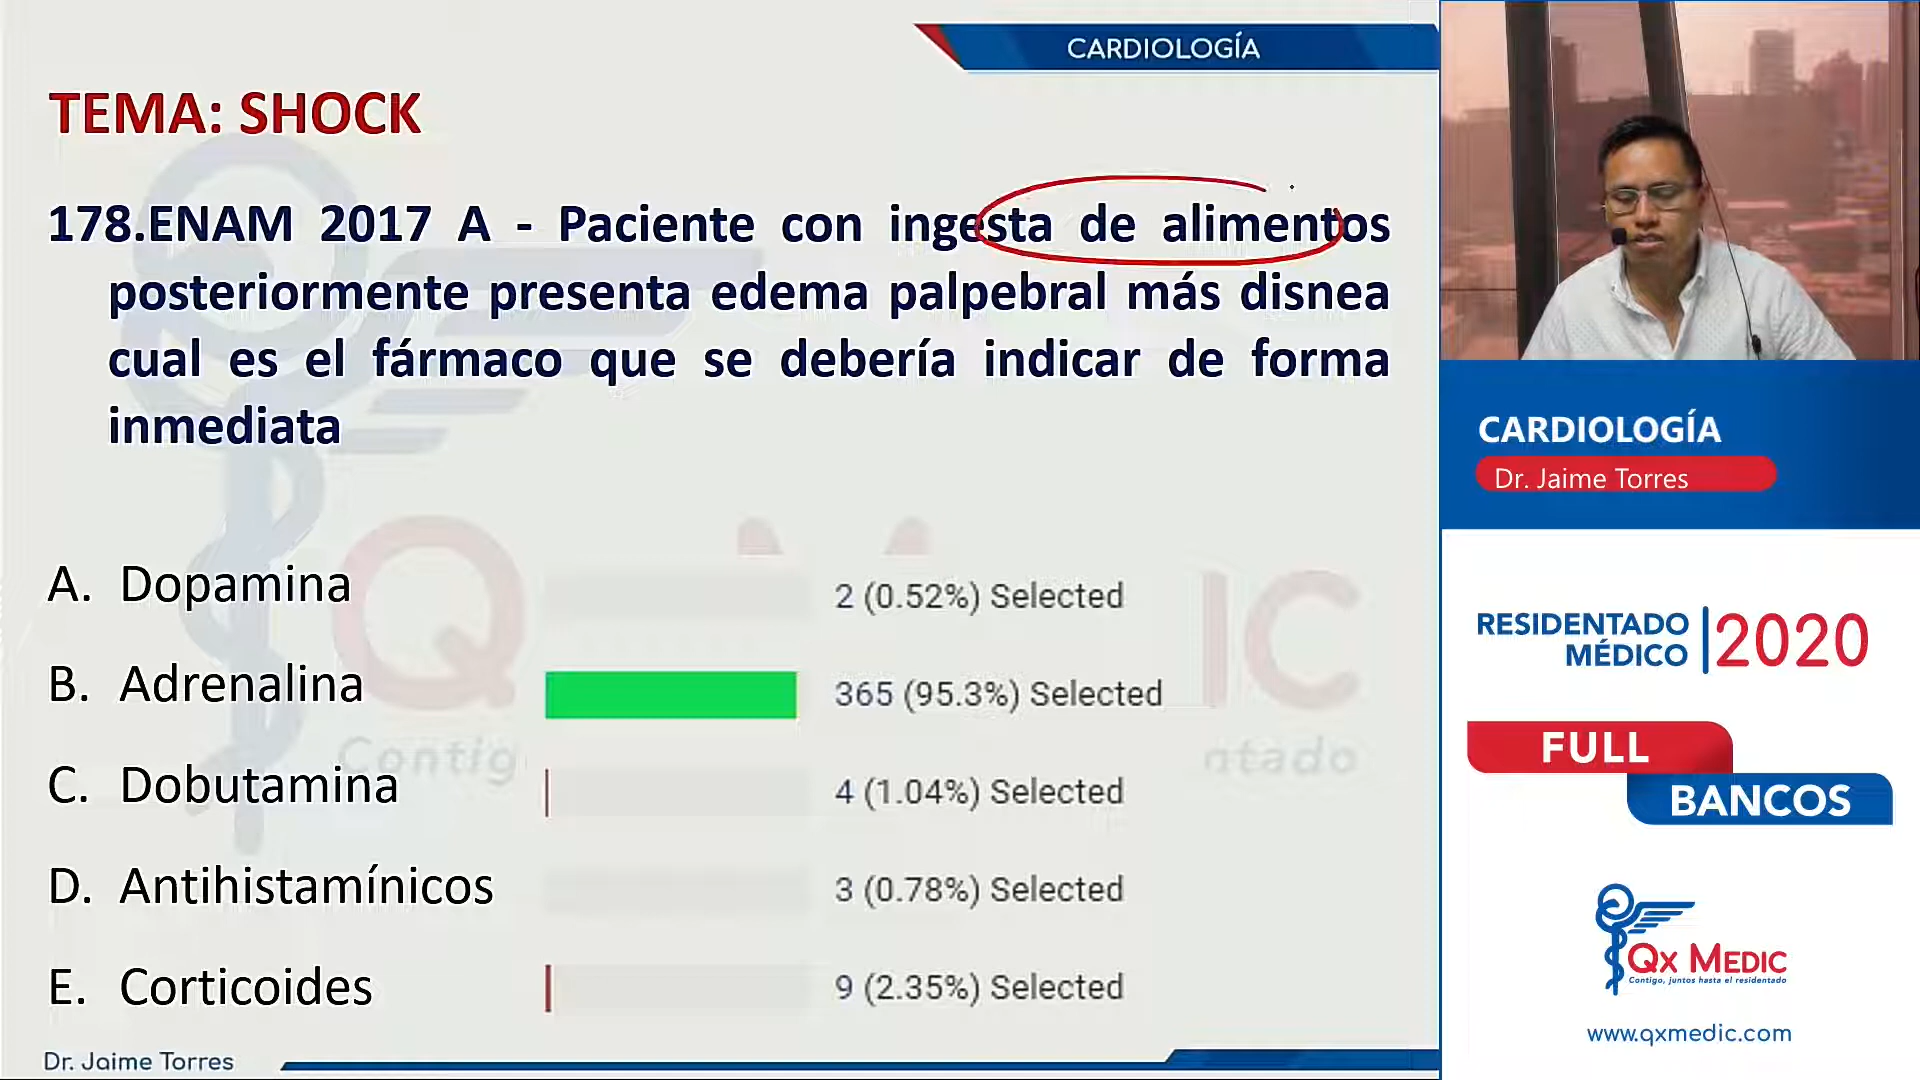 CARDIOLOGÍA
TEMA: SHOCK
178.ENAM 2017 A - Paciente con ingesta de alimentos
posteriormente presenta edema palpebral más disnea
cual es el fármaco que se debería indicar de forma
inmediata
A. Dopamina
2 (0.52%) Selected
B. Adrenalina
365 (95.3%) Selected
C. Dobutamina
4 (1.04%) Selected
D. Antihistamínicos
3 (0.78%) Selected
E. Corticoides
9 (2.35%) Selected
Q IC
Contig ntado
Dr. Jaime Torres
CARDIOLOGÍA
Dr. Jaime Torres
RESIDENTADO
MÉDICO
2020
FULL
BANCOS
QX MEDIC
Contigo, juntos hasta el residentado
www.qxmedic.com